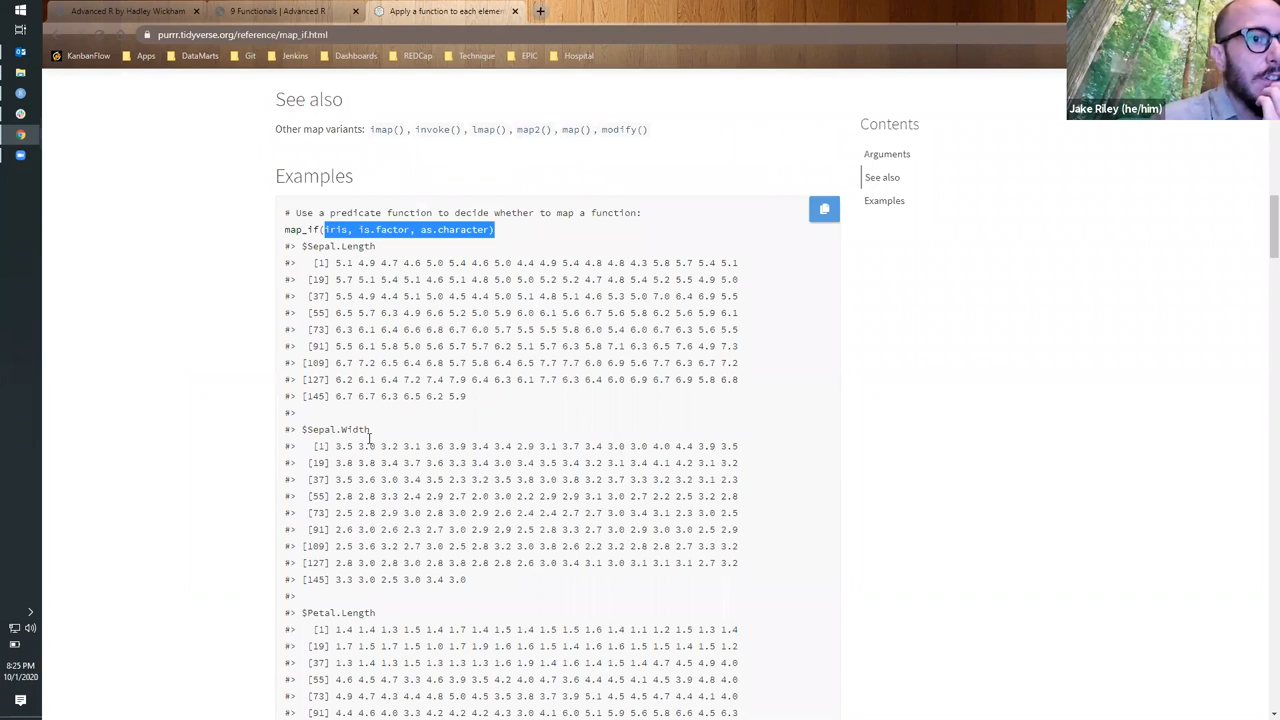 Advanced R by Hadley Wickham
9 Functionals | Advanced R
Apply a function to each elemen
purrr.tidyverse.org/reference/map_if.html
KanbanFlow Apps DataMarts Git Jenkins Dashboards REDCap Technique EPIC Hospital
Jake Riley (he/him)
See also
Other map variants: imap(), invoke(), lmap(), map2(), map(), modify()
Contents
Arguments
See also
Examples
Examples
# Use a predicate function to decide whether to map a function:
map_if(iris, is.factor, as.character)
#> $Sepal.Length
#> [1] 5.1 4.9 4.7 4.6 5.0 5.4 4.6 5.0 4.4 4.9 5.4 4.8 4.8 4.3 5.8 5.7 5.4 5.1
#> [19] 5.7 5.1 5.4 5.1 4.6 5.1 4.8 5.0 5.0 5.2 5.2 4.7 4.8 5.4 5.2 5.5 4.9 5.0
#> [37] 5.5 4.9 4.4 5.1 5.0 4.5 4.4 5.0 5.1 4.8 5.1 4.6 5.3 5.0 7.0 6.4 6.9 5.5
#> [55] 6.5 5.7 6.3 4.9 6.6 5.2 5.0 5.9 6.0 6.1 5.6 6.7 5.6 5.8 6.2 5.6 5.9 6.1
#> [73] 6.3 6.1 6.4 6.6 6.8 6.7 6.0 5.7 5.5 5.5 5.8 6.0 5.4 6.0 6.7 6.3 5.6 5.5
#> [91] 5.5 6.1 5.8 5.0 5.6 5.7 5.7 6.2 5.1 5.7 6.3 5.8 7.1 6.3 6.5 7.6 4.9 7.3
#> [109] 6.7 7.2 6.5 6.4 6.8 5.7 5.8 6.4 6.5 7.7 7.7 6.0 6.9 5.6 7.7 6.3 6.7 7.2
#> [127] 6.2 6.1 6.4 7.2 7.4 7.9 6.4 6.3 6.1 7.7 6.3 6.4 6.0 6.9 6.7 6.9 5.8 6.8
#> [145] 6.7 6.7 6.3 6.5 6.2 5.9
#>
#> $Sepal.Width
#> [1] 3.5 3.0 3.2 3.1 3.6 3.9 3.4 3.4 2.9 3.1 3.7 3.4 3.0 3.0 4.0 4.4 3.9 3.5
#> [19] 3.8 3.8 3.4 3.7 3.6 3.3 3.4 3.0 3.4 3.5 3.4 3.2 3.1 3.4 4.1 4.2 3.1 3.2
#> [37] 3.5 3.6 3.0 3.4 3.5 2.3 3.2 3.5 3.8 3.0 3.8 3.2 3.7 3.3 3.2 3.2 3.1 2.3
#> [55] 2.8 2.8 3.3 2.4 2.9 2.7 2.0 3.0 2.2 2.9 2.9 3.1 3.0 2.7 2.2 2.5 3.2 2.8
#> [73] 2.5 2.8 2.9 3.0 2.8 3.0 2.9 2.6 2.4 2.4 2.7 2.7 3.0 3.4 3.1 2.3 3.0 2.5
#> [91] 2.6 3.0 2.6 2.3 2.7 3.0 2.9 2.9 2.5 2.8 3.3 2.7 3.0 2.9 3.0 3.0 2.5 2.9
#> [109] 2.5 3.6 3.2 2.7 3.0 2.5 2.8 3.2 3.0 3.8 2.6 2.2 3.2 2.8 2.8 2.7 3.3 3.2
#> [127] 2.8 3.0 2.8 3.0 2.8 3.8 2.8 2.8 2.6 3.0 3.4 3.1 3.0 3.1 3.1 3.1 2.7 3.2
#> [145] 3.3 3.0 2.5 3.0 3.4 3.0
#>
#> $Petal.Length
#> [1] 1.4 1.4 1.3 1.5 1.4 1.7 1.4 1.5 1.4 1.5 1.5 1.6 1.4 1.1 1.2 1.5 1.3 1.4
#> [19] 1.7 1.5 1.7 1.5 1.0 1.7 1.9 1.6 1.6 1.5 1.4 1.6 1.6 1.5 1.5 1.4 1.5 1.2
#> [37] 1.3 1.4 1.3 1.5 1.3 1.3 1.3 1.6 1.9 1.4 1.6 1.4 1.5 1.4 4.7 4.5 4.9 4.0
#> [55] 4.6 4.5 4.7 3.3 4.6 3.9 3.5 4.2 4.0 4.7 3.6 4.4 4.5 4.1 4.5 3.9 4.8 4.0
#> [73] 4.9 4.7 4.3 4.4 4.8 5.0 4.5 3.5 3.8 3.7 3.9 5.1 4.5 4.5 4.7 4.4 4.1 4.0
#> [91] 4.4 4.6 4.0 3.3 4.2 4.2 4.2 4.3 3.0 4.1 6.0 5.1 5.9 5.6 5.8 6.6 4.5 6.3
8:25 PM
10/1/2020